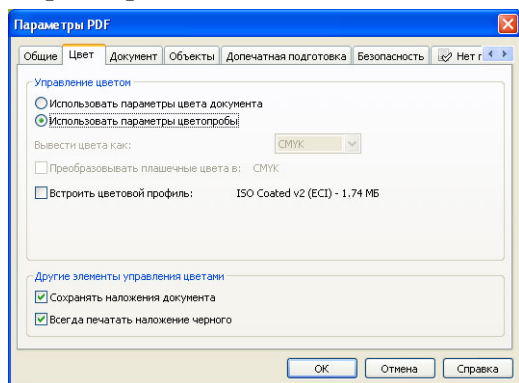 Параметры PDF
Общие Цвет Документ Объекты Допечатная подготовка Безопасность Нет г
Управление цветом
Использовать параметры цвета документа
Использовать параметры цветопробы
Вывести цвета как: CMYK
Преобразовывать плашечные цвета в: CMYK
Встроить цветовой профиль: ISO Coated v2 (ECI) - 1.74 МБ
Другие элементы управления цветами
Сохранять наложения документа
Всегда печатать наложение черного
ОК Отмена Справка